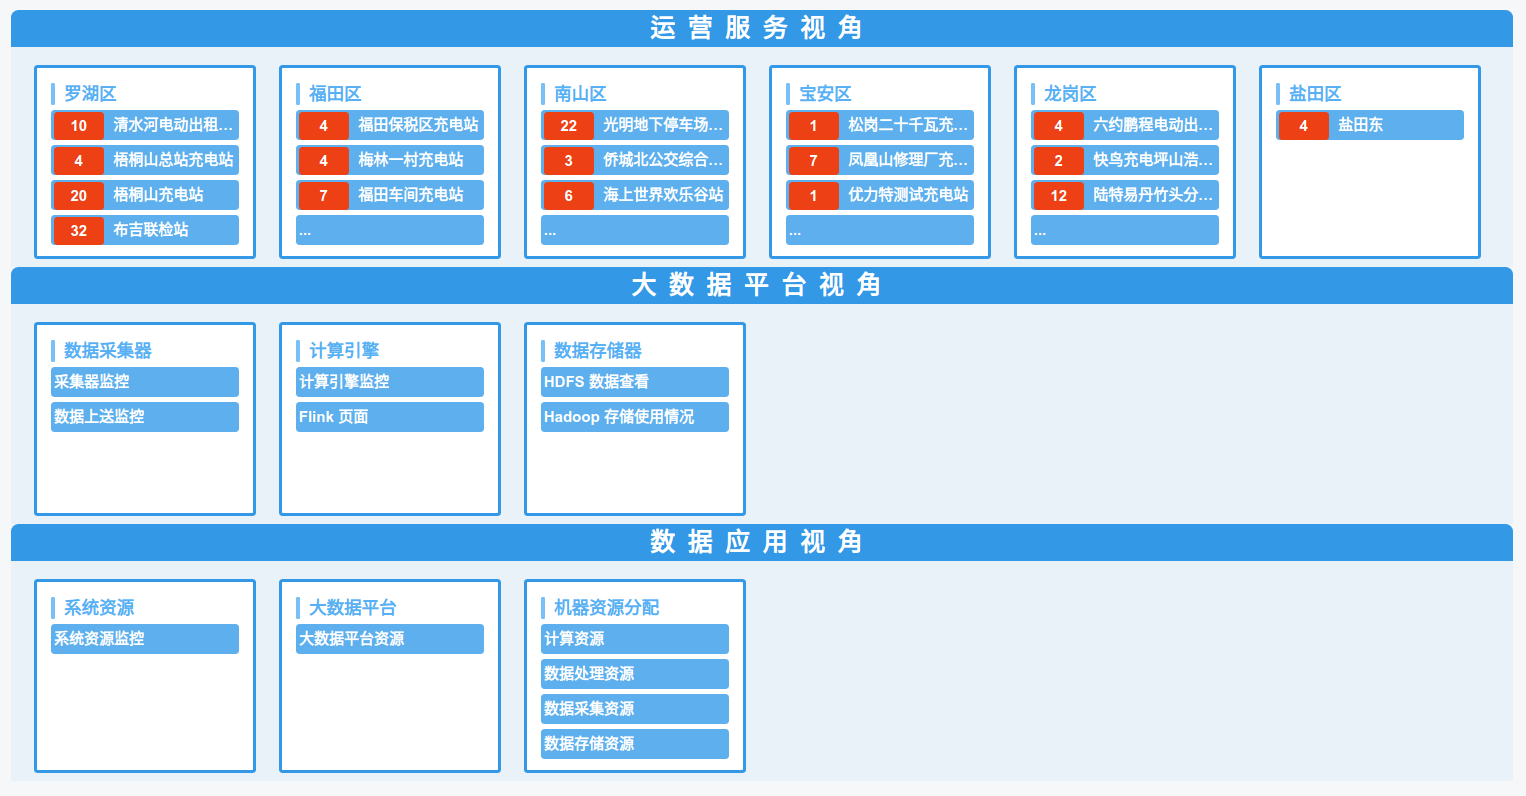 运营服务视角
罗湖区
10 清水河电动出租...
4 梧桐山总站充电站
20 梧桐山充电站
32 布吉联检站
福田区
4 福田保税区充电站
4 梅林一村充电站
7 福田车间充电站
...
南山区
22 光明地下停车场...
3 侨城北公交综合...
6 海上世界欢乐谷站
...
宝安区
1 松岗二十千瓦充...
7 凤凰山修理厂充...
1 优力特测试充电站
...
龙岗区
4 六约鹏程电动出...
2 快鸟充电坪山浩...
12 陆特易丹竹头分...
...
盐田区
4 盐田东
大数据平台视角
数据采集器
采集器监控
数据上送监控
计算引擎
计算引擎监控
Flink 页面
数据存储器
HDFS 数据查看
Hadoop 存储使用情况
数据应用视角
系统资源
系统资源监控
大数据平台
大数据平台资源
机器资源分配
计算资源
数据处理资源
数据采集资源
数据存储资源